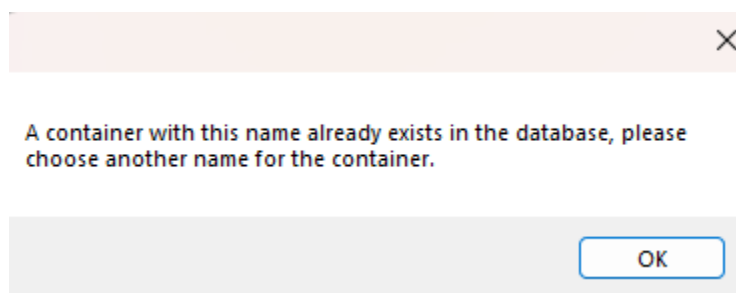 A container with this name already exists in the database, please
choose another name for the container.
OK